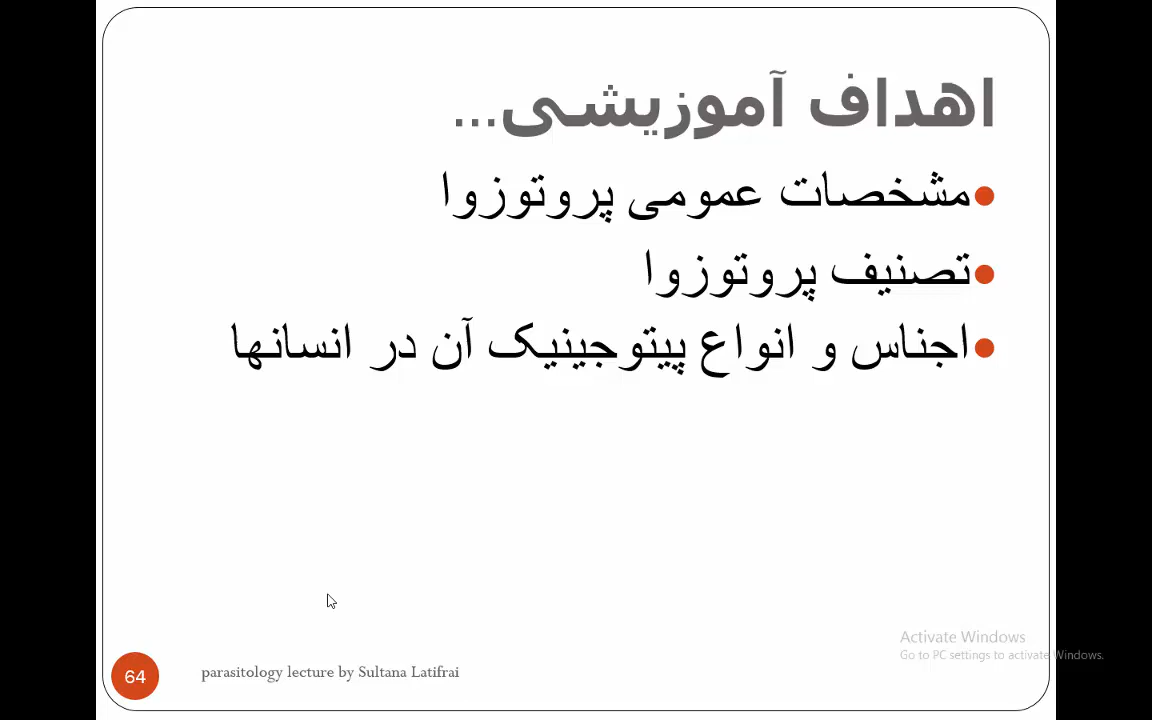 اهداف آموزیشی...
مشخصات عمومی پروتوزوا
تصنیف پروتوزوا
اجناس و انواع پیتوجینیک آن در انسانها
Activate Windows
Go to PC settings to activate Windows.
64
parasitology lecture by Sultana Latifrai